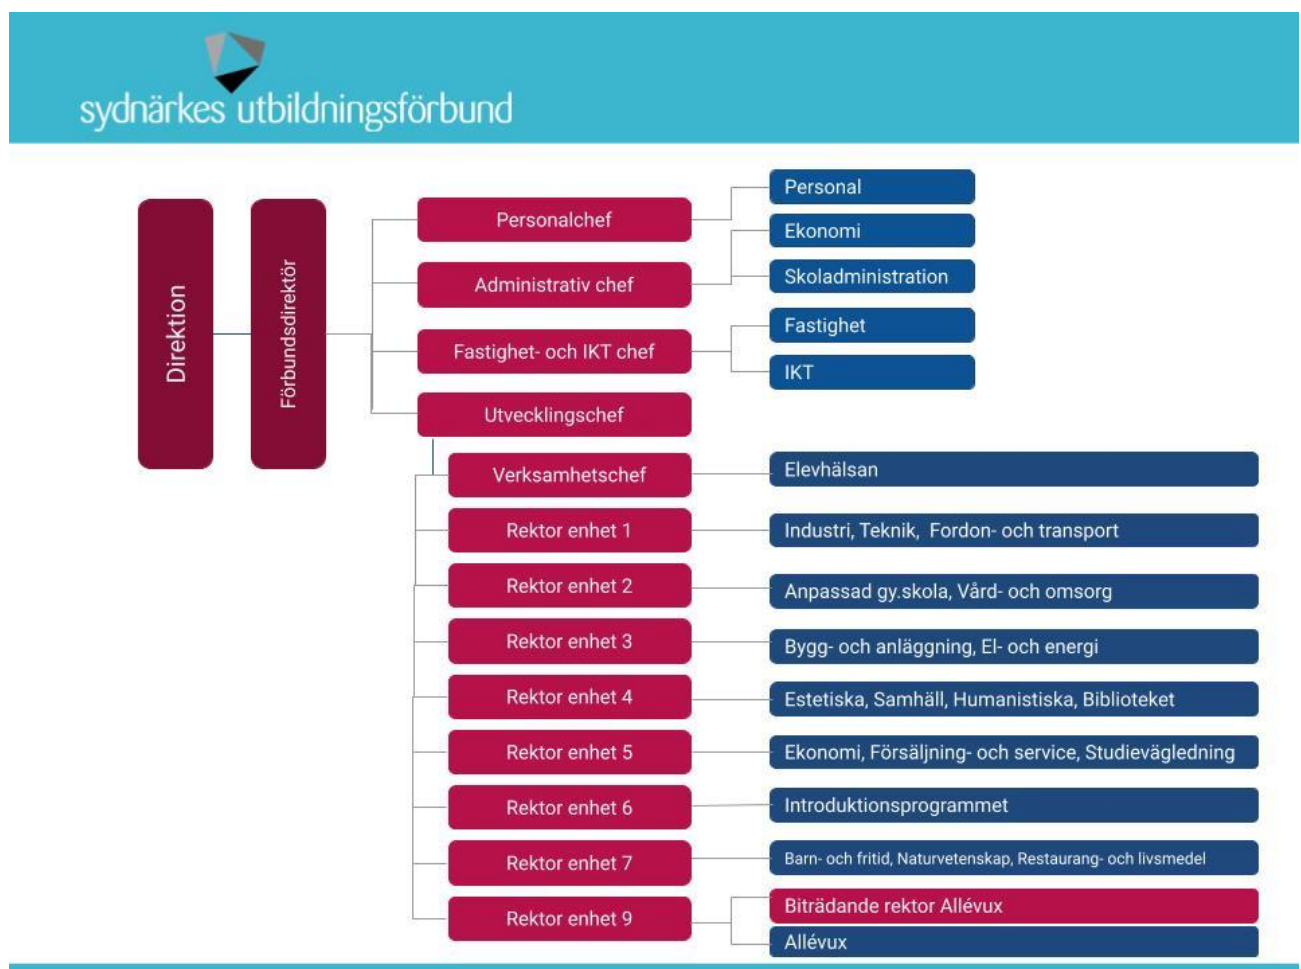 sydnärkes utbildningsförbund
Direktion
Förbundsdirektör
Personalchef
Personal
Administrativ chef
Ekonomi
Skoladministration
Fastighet- och IKT chef
Fastighet
IKT
Utvecklingschef
Verksamhetschef
Elevhälsan
Rektor enhet 1
Industri, Teknik, Fordon- och transport
Rektor enhet 2
Anpassad gy.skola, Vård- och omsorg
Rektor enhet 3
Bygg- och anläggning, El- och energi
Rektor enhet 4
Estetiska, Samhäll, Humanistiska, Biblioteket
Rektor enhet 5
Ekonomi, Försäljning- och service, Studievägledning
Rektor enhet 6
Introduktionsprogrammet
Rektor enhet 7
Barn- och fritid, Naturvetenskap, Restaurang- och livsmedel
Rektor enhet 9
Biträdande rektor Allévux
Allévux